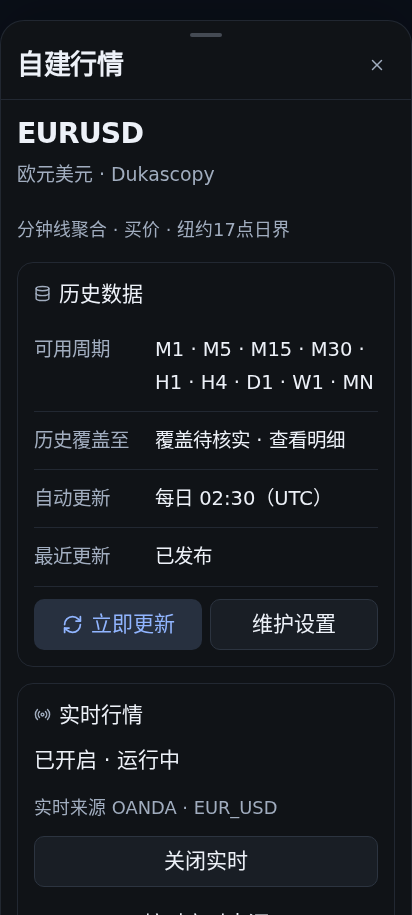 自建行情
×
EURUSD
欧元美元 · Dukascopy
分钟线聚合 · 买价 · 纽约17点日界
历史数据
可用周期
M1 · M5 · M15 · M30 ·
H1 · H4 · D1 · W1 · MN
历史覆盖至
覆盖待核实 · 查看明细
自动更新
每日 02:30（UTC）
最近更新
已发布
立即更新
维护设置
实时行情
已开启 · 运行中
实时来源 OANDA · EUR_USD
关闭实时